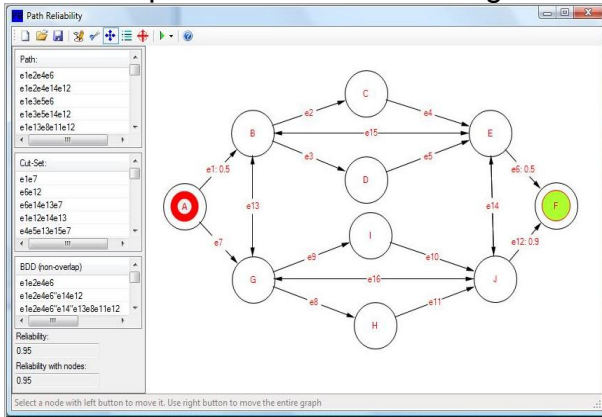 Path Reliability
Path:
e1e2e4e6
e1e2e4e14e12
e1e3e5e6
e1e3e5e14e12
e1e13e8e11e12
Cut-Set:
e1e7
e6e12
e6e14e13e7
e1e12e14e13
e4e5e13e15e7
BDD (non-overlap)
e1e2e4e6
e1e2e4e6"e14e12
e1e2e4e6"e14"e13e8e11e12
Reliability:
0.95
Reliability with nodes:
0.95
C
e2
e4
B
e15
E
e3
e5
e1: 0.5
D
e6: 0.5
A
e13
e14
F
I
e7
e9
e10
e12: 0.9
G
e16
J
e8
e11
H
Select a node with left button to move it. Use right button to move the entire graph